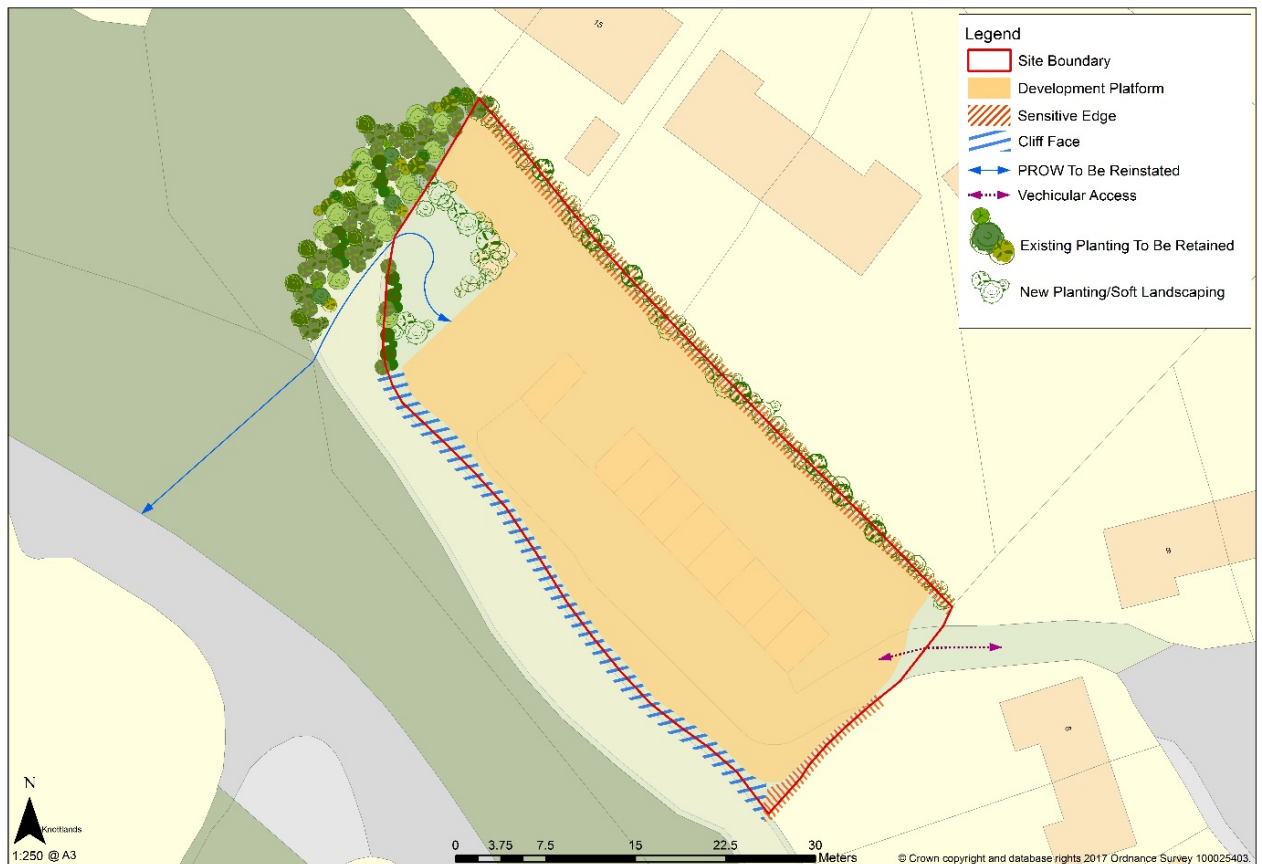 15
Legend
Site Boundary
Development Platform
Sensitive Edge
Cliff Face
PROW To Be Reinstated
Vechicular Access
Existing Planting To Be Retained
New Planting/Soft Landscaping
N
Knottlands
1:250 @ A3
0 3.75 7.5 15 22.5 30
Meters
© Crown copyright and database rights 2017 Ordnance Survey 100025403.